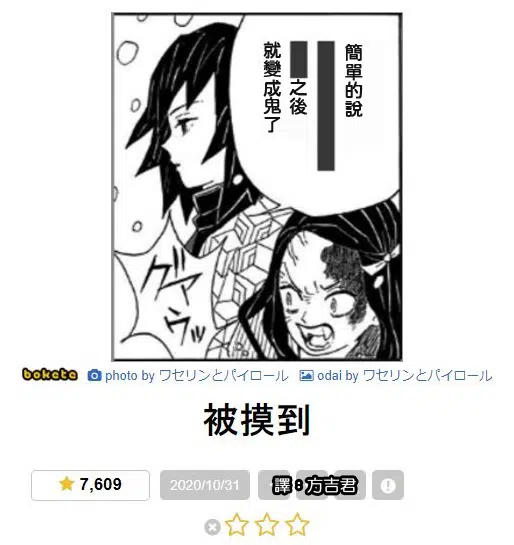 簡單的說
之後
就變成鬼了
グァウッ
bokete
photo by ワセリンとパイロール odai by ワセリンとパイロール
被摸到
7,609
2020/10/31
譯 方吉君